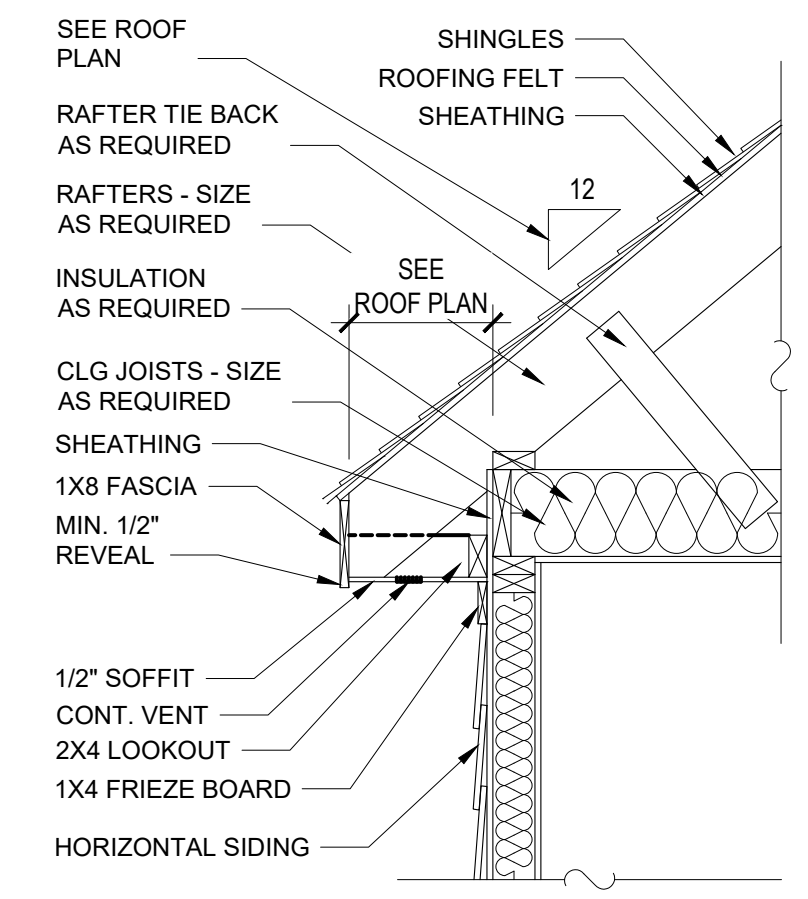 SEE ROOF
PLAN
RAFTER TIE BACK
AS REQUIRED
RAFTERS - SIZE
AS REQUIRED
INSULATION
AS REQUIRED
CLG JOISTS - SIZE
AS REQUIRED
SHEATHING
1X8 FASCIA
MIN. 1/2"
REVEAL
1/2" SOFFIT
CONT. VENT
2X4 LOOKOUT
1X4 FRIEZE BOARD
HORIZONTAL SIDING
SHINGLES
ROOFING FELT
SHEATHING
12
SEE
ROOF PLAN